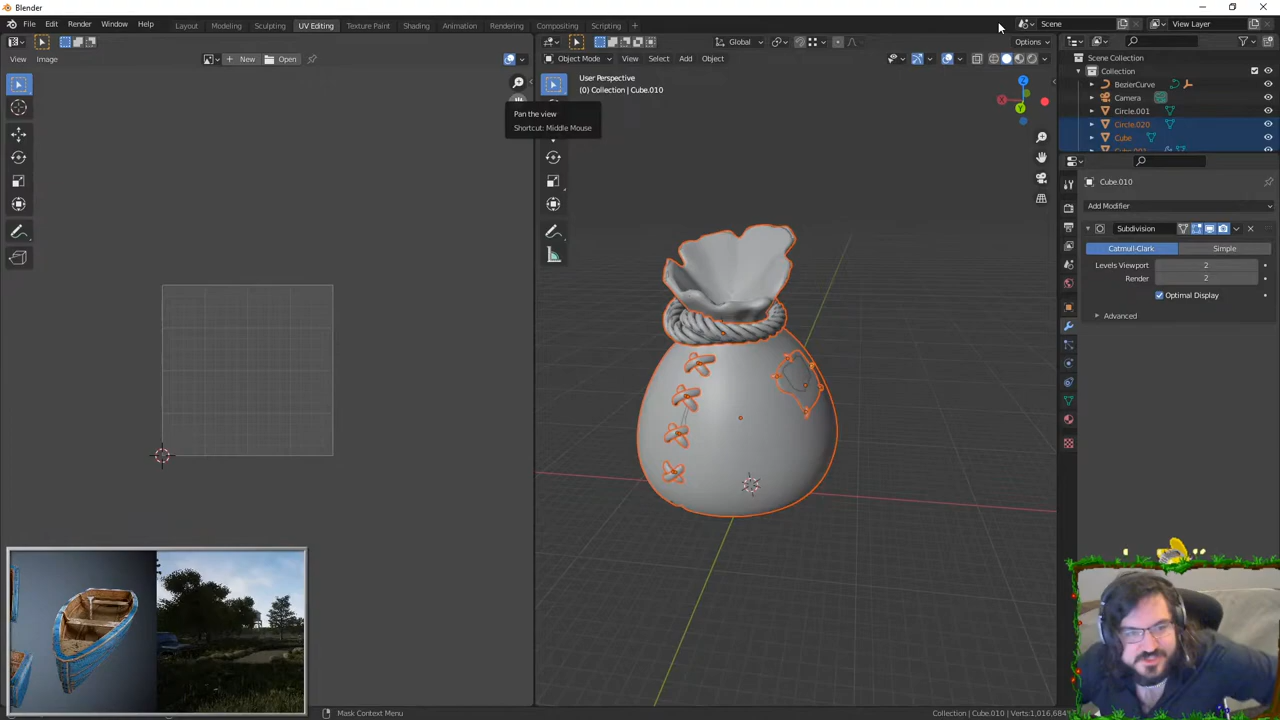 Blender
File Edit Render Window Help
Layout Modeling Sculpting UV Editing Texture Paint Shading Animation Rendering Compositing Scripting +
Scene
View Layer
Global
Options
View Image
New
Open
Object Mode
View Select Add Object
User Perspective
(0) Collection | Cube.010
Pan the view
Shortcut: Middle Mouse
Scene Collection
Collection
BezierCurve
Camera
Circle.001
Circle.020
Cube
Cube.010
Add Modifier
Subdivision
Catmull-Clark Simple
Levels Viewport 2
Render 2
Optimal Display
Advanced
Mask Context Menu
Collection | Cube.010 | Verts:1,016,684